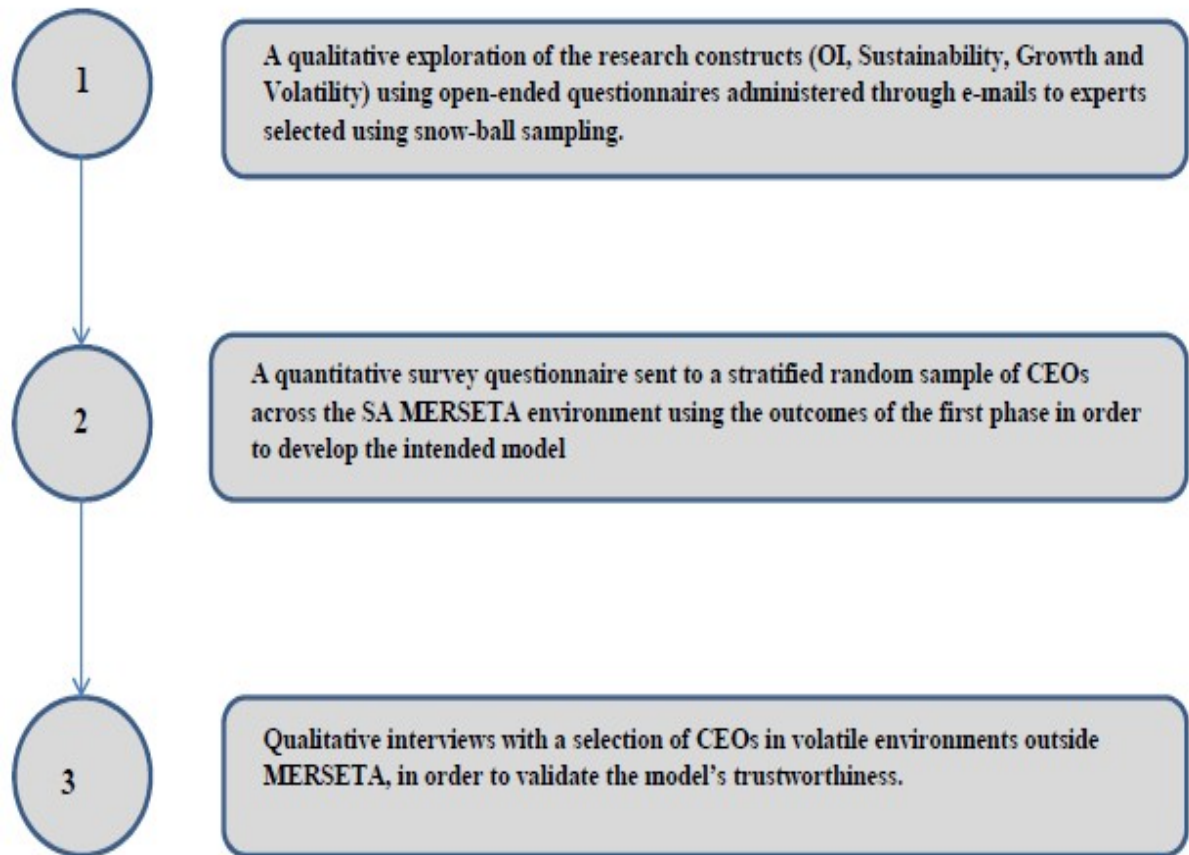 1
A qualitative exploration of the research constructs (OI, Sustainability, Growth and
Volatility) using open-ended questionnaires administered through e-mails to experts
selected using snow-ball sampling.
2
A quantitative survey questionnaire sent to a stratified random sample of CEOs
across the SA MERSETA environment using the outcomes of the first phase in order
to develop the intended model
3
Qualitative interviews with a selection of CEOs in volatile environments outside
MERSETA, in order to validate the model's trustworthiness.